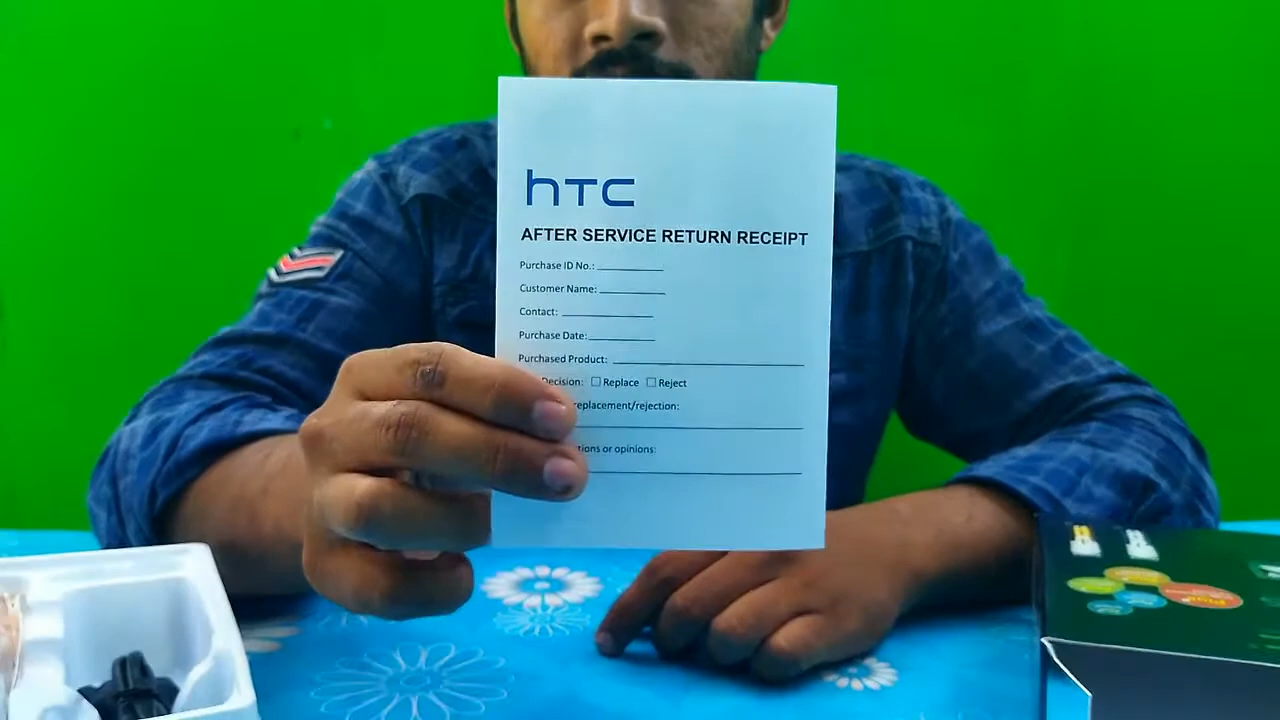 hTC
AFTER SERVICE RETURN RECEIPT
Purchase ID No.:
Customer Name:
Contact:
Purchase Date:
Purchased Product:
Decision: ☐ Replace ☐ Reject
replacement/rejection:
or opinions: